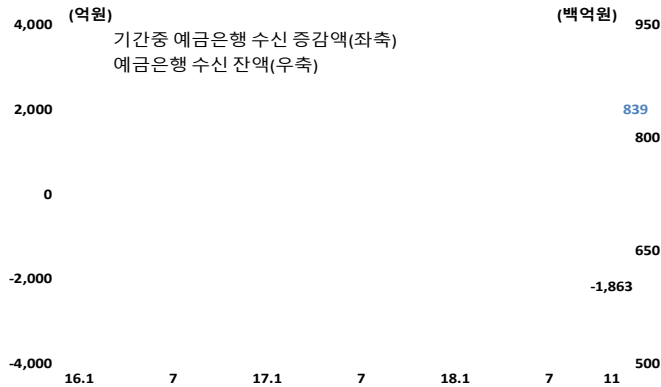 (억원) (백억원)
4,000 950
기간중 예금은행 수신 증감액(좌축)
예금은행 수신 잔액(우축)
2,000 839
800
0
650
-2,000
-1,863
-4,000 500
16.1 7 17.1 7 18.1 7 11